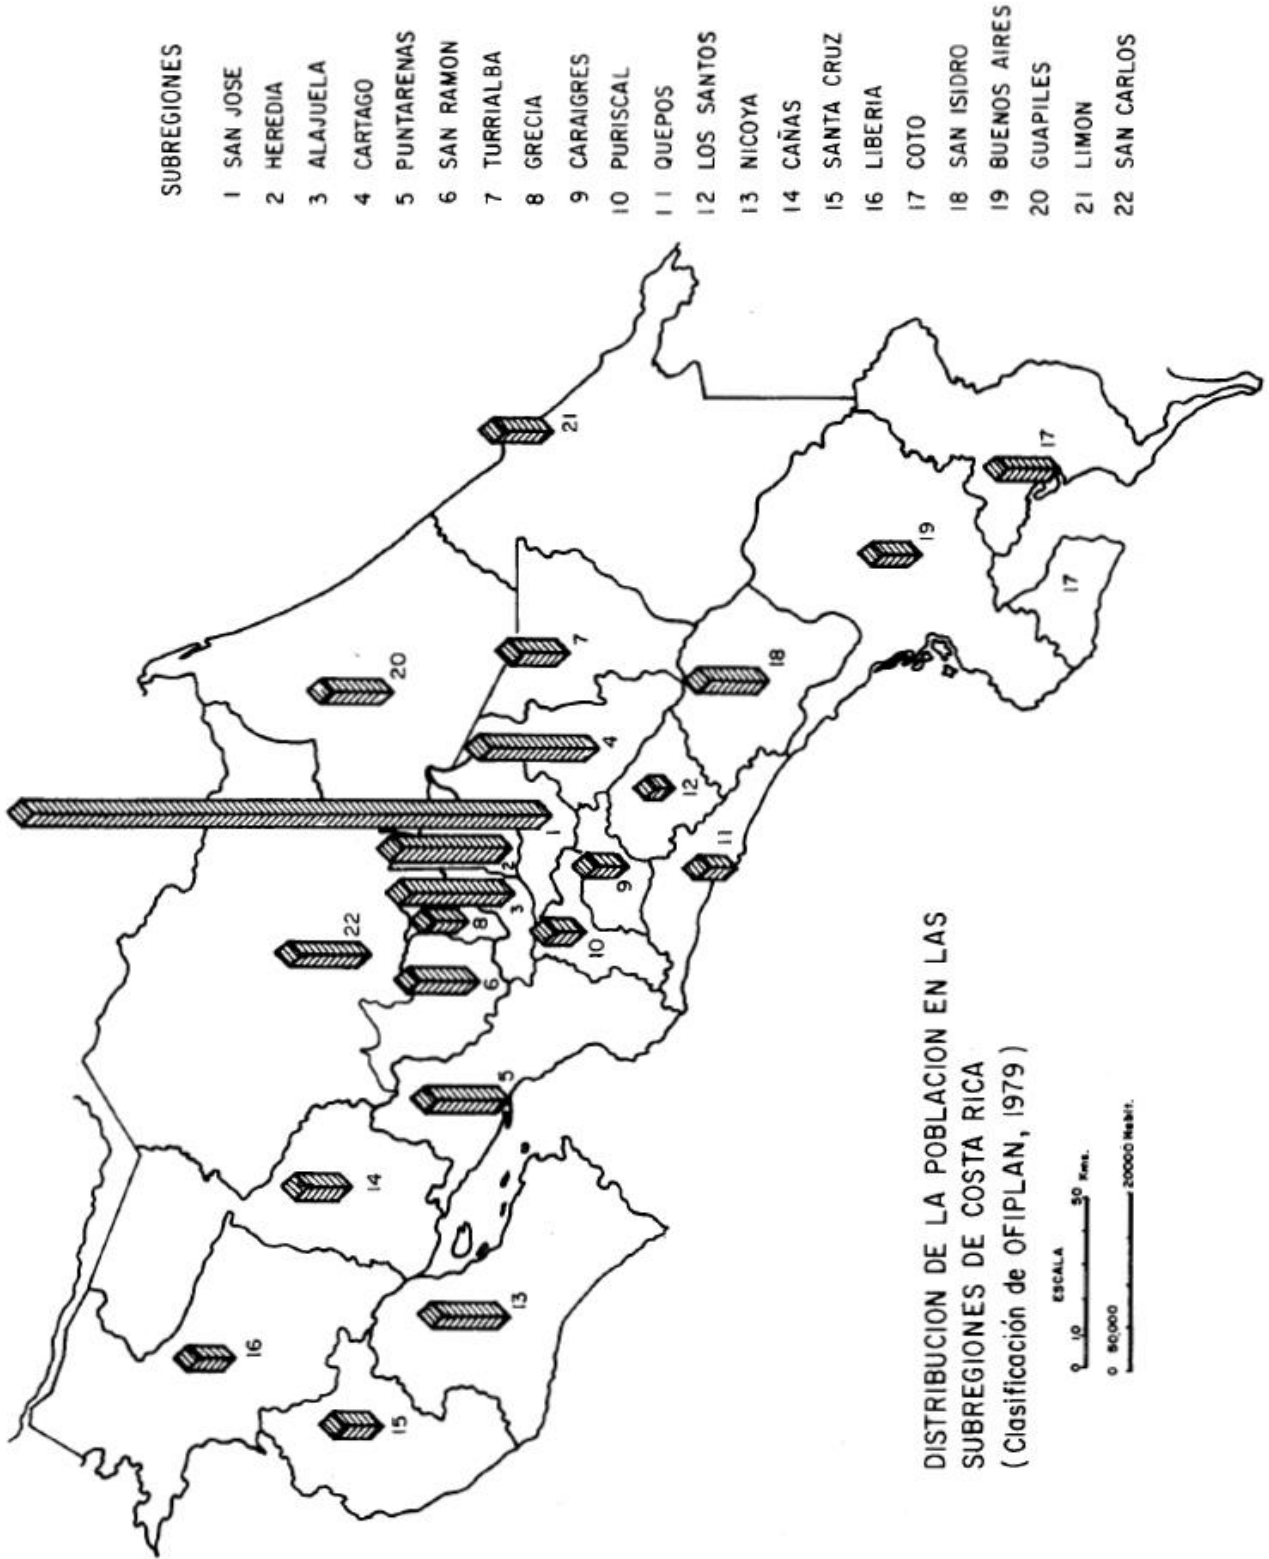 SUBREGIONES
1 SAN JOSE
2 HEREDIA
3 ALAJUELA
4 CARTAGO
5 PUNTARENAS
6 SAN RAMON
7 TURRIALBA
8 GRECIA
9 CARAIGRES
10 PURISCAL
11 QUEPOS
12 LOS SANTOS
13 NICOYA
14 CAÑAS
15 SANTA CRUZ
16 LIBERIA
17 COTO
18 SAN ISIDRO
19 BUENOS AIRES
20 GUAPILES
21 LIMON
22 SAN CARLOS
16
22
14
15
20
8
6
5
2
3
13
1
21
7
10
4
9
12
11
18
19
17
17
DISTRIBUCION DE LA POBLACION EN LAS
SUBREGIONES DE COSTA RICA
(Clasificación de OFIPLAN, 1979)
ESCALA
0 10 50 Kms.
0 50,000 20000 Habit.